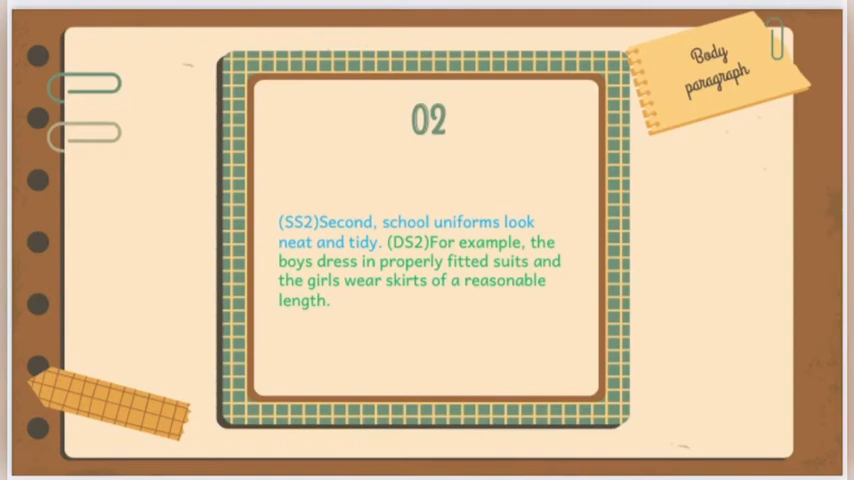 Body
paragraph
02
(SS2)Second, school uniforms look
neat and tidy. (DS2)For example, the
boys dress in properly fitted suits and
the girls wear skirts of a reasonable
length.